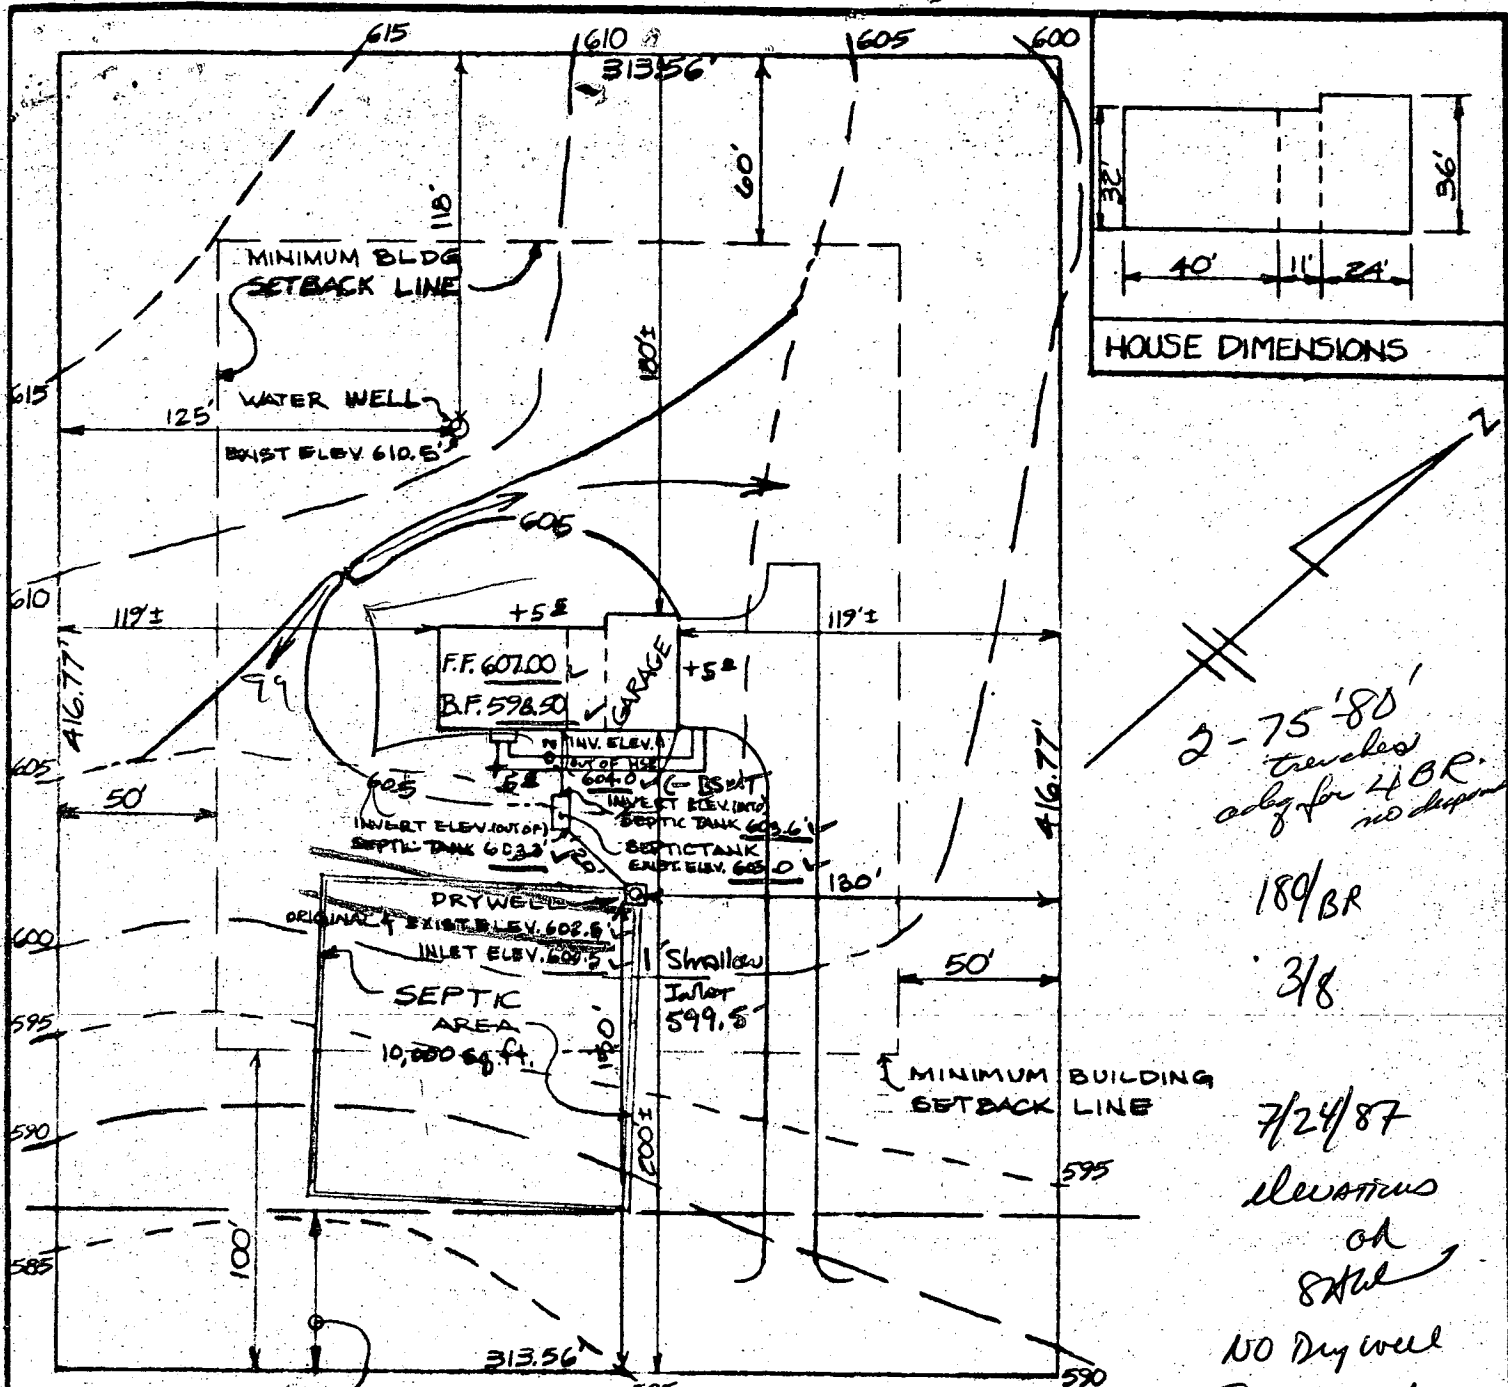 615
610
605
600
313.56'
118'
60'
32'
36'
40'
11'
24'
HOUSE DIMENSIONS
MINIMUM BLDG
SETBACK LINE
180'±
615
WATER WELL
125'
EXIST ELEV. 610.5'
N
605
610
119'±
+5%
119'±
F.F. 607.00
B.F. 598.50
GARAGE
+5%
416.77'
2-75'-80'
trenches
adeq for 4 BR.
INV. ELEV.
OUT OF HSE
604.0
BSMT
605
50'
605
5%
INVERT ELEV. (INTO)
SEPTIC TANK 603.6'
INVERT ELEV. (OUT OF)
SEPTIC TANK 603.3'
20'
SEPTIC TANK
EXIST. ELEV. 605.0
416.77'
130'
180/BR
DRYWELL
ORIGINAL & EXIST ELEV. 602.5'
INLET ELEV.
600
1' Shallow
Inlet
599.5'
50'
3/8
SEPTIC
AREA
10,000 sq. ft.
595
MINIMUM BUILDING
SETBACK LINE
7/24/87
590
200'±
595
elevations
100'
585
313.56'
590
NO Dry well